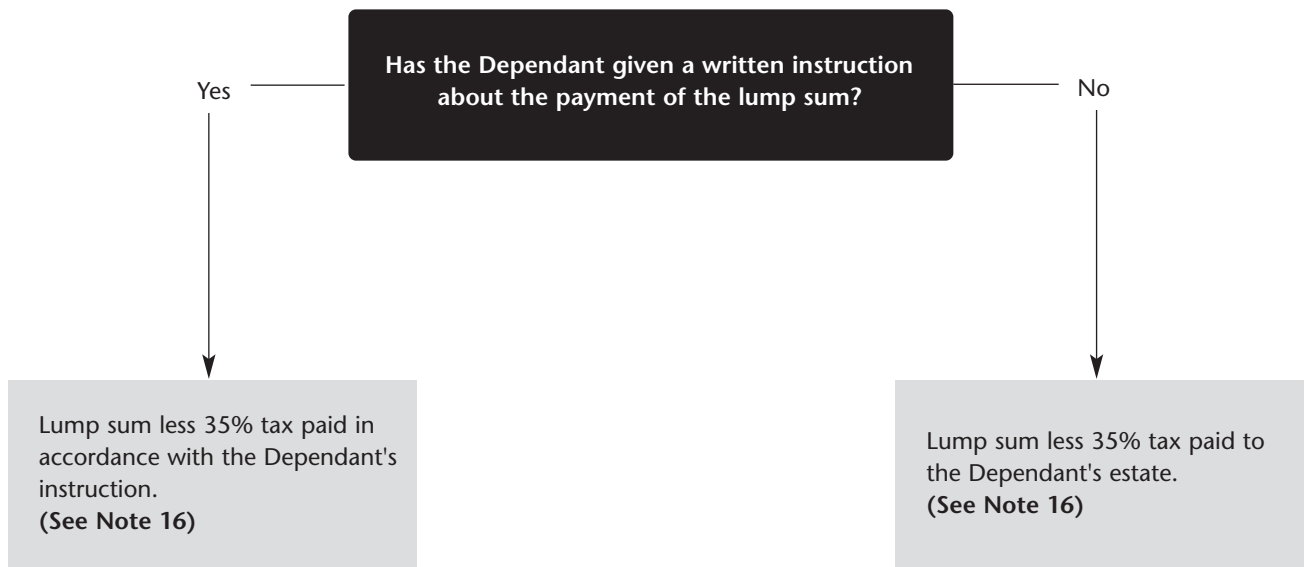 Has the Dependant given a written instruction
about the payment of the lump sum?
Yes
No
Lump sum less 35% tax paid in
accordance with the Dependant's
instruction.
(See Note 16)
Lump sum less 35% tax paid to
the Dependant's estate.
(See Note 16)